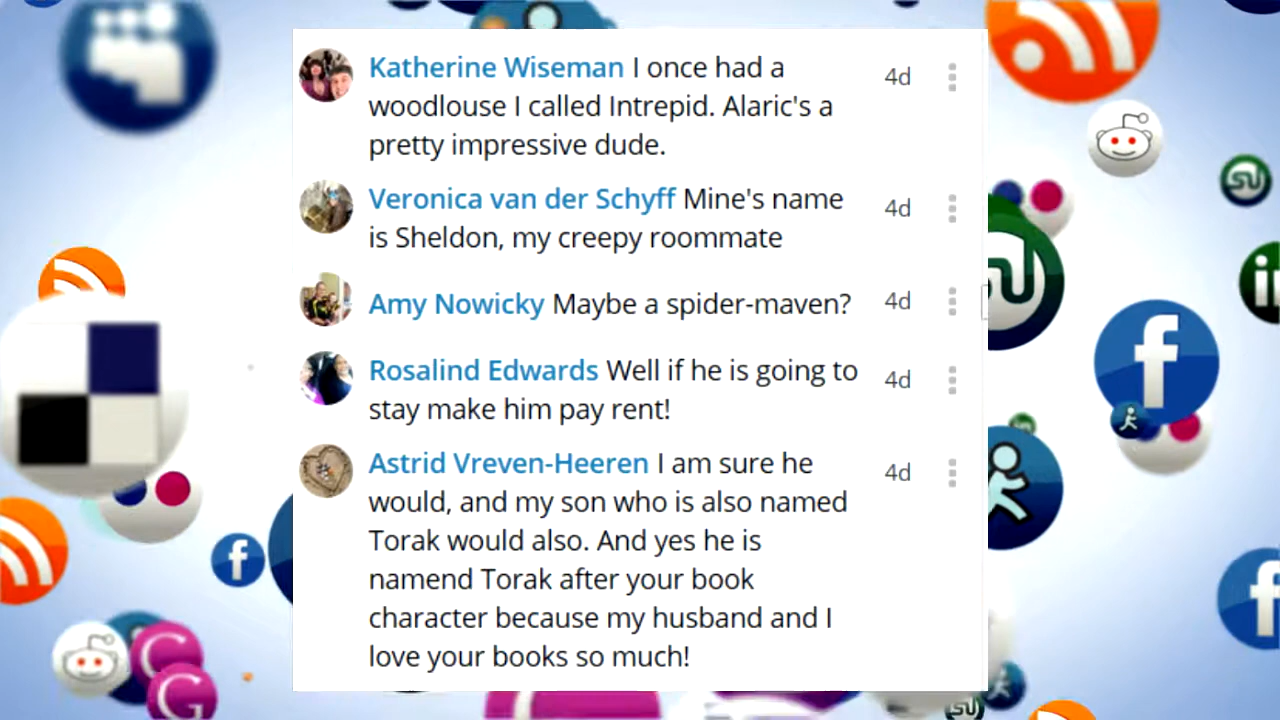 Katherine Wiseman I once had a 4d
woodlouse I called Intrepid. Alaric's a
pretty impressive dude.
Veronica van der Schyff Mine's name 4d
is Sheldon, my creepy roommate
Amy Nowicky Maybe a spider-maven? 4d
Rosalind Edwards Well if he is going to 4d
stay make him pay rent!
Astrid Vreven-Heeren I am sure he 4d
would, and my son who is also named
Torak would also. And yes he is
namend Torak after your book
character because my husband and I
love your books so much!